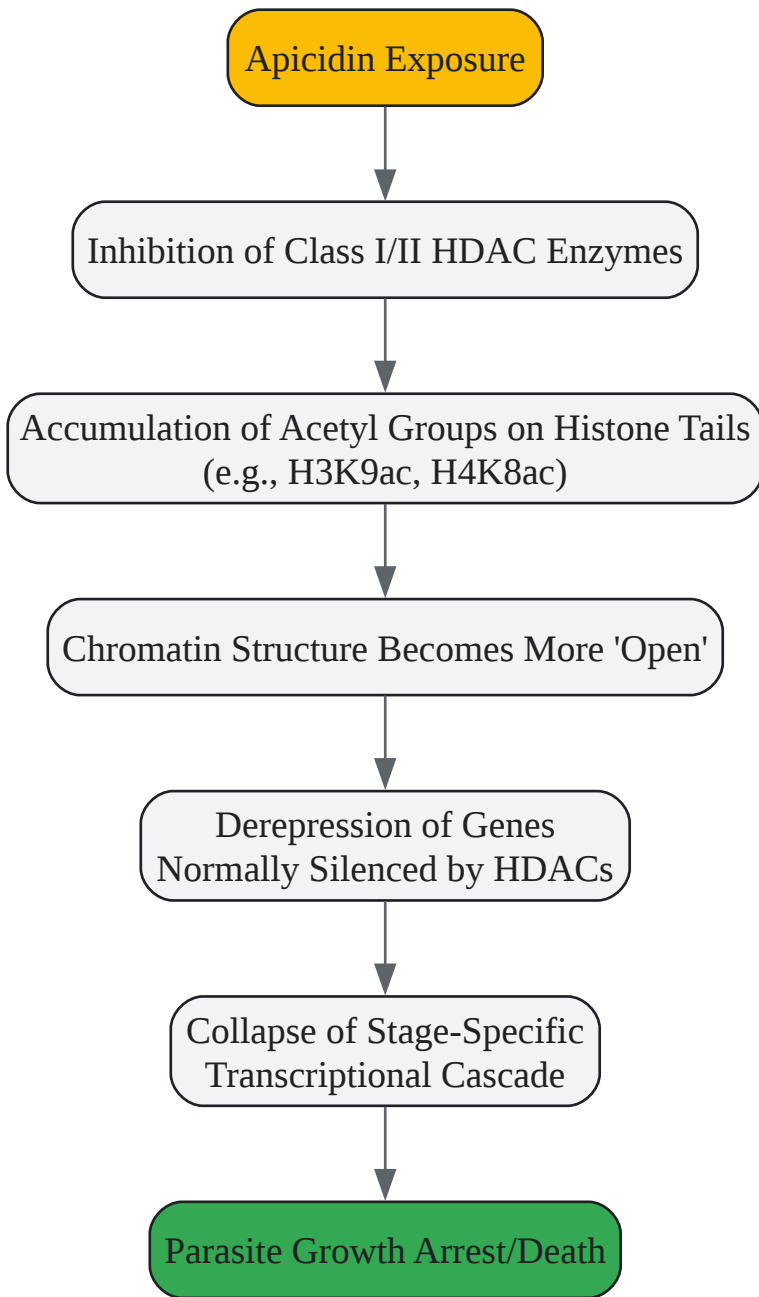 Apicidin Exposure
Inhibition of Class I/II HDAC Enzymes
Accumulation of Acetyl Groups on Histone Tails
(e.g., H3K9ac, H4K8ac)
Chromatin Structure Becomes More 'Open'
Derepression of Genes
Normally Silenced by HDACs
Collapse of Stage-Specific
Transcriptional Cascade
Parasite Growth Arrest/Death